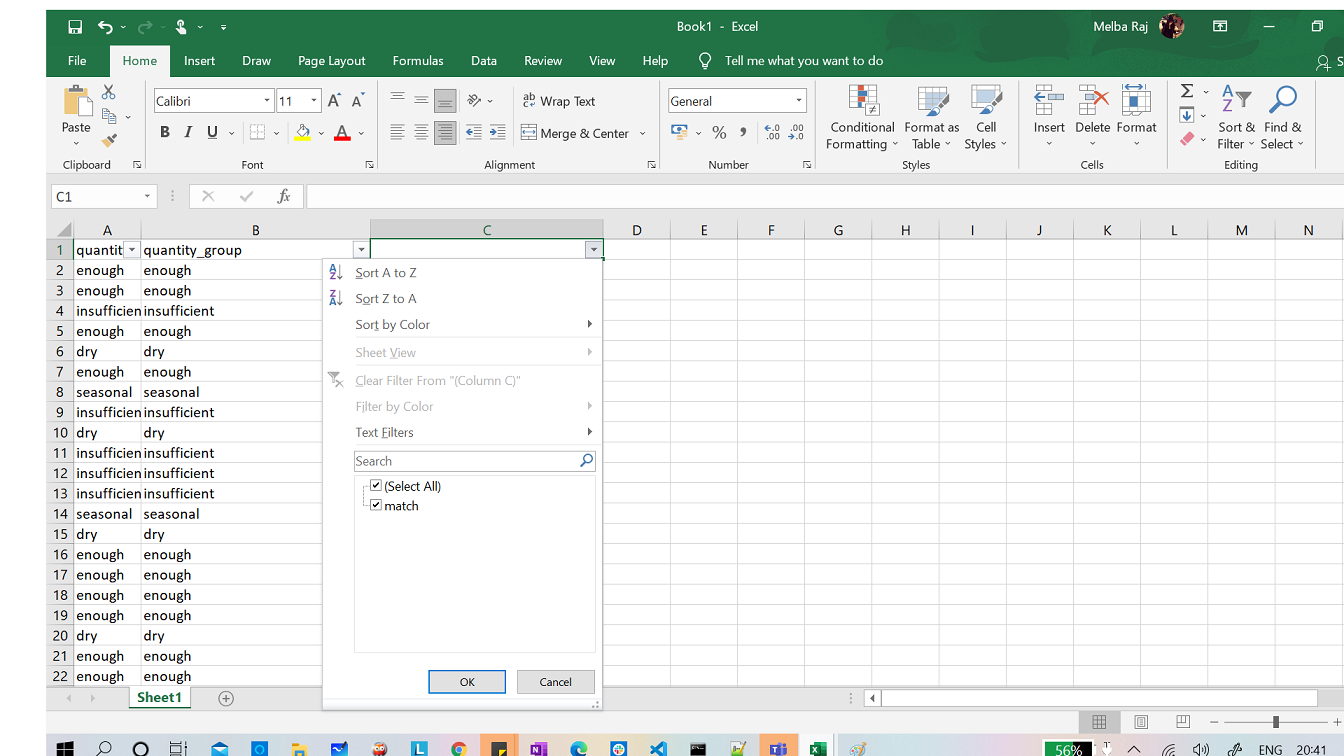 Book1 - Excel
Melba Raj
File Home Insert Draw Page Layout Formulas Data Review View Help Tell me what you want to do
Paste
Calibri 11
B I U
Wrap Text
Merge & Center
General
Conditional Formatting
Format as Table
Cell Styles
Insert Delete Format
Sort & Filter
Find & Select
Clipboard Font Alignment Number Styles Cells Editing
C1 fx
A B C D E F G H I J K L M N
1 quantit quantity_group
2 enough enough
3 enough enough
4 insufficien insufficient
5 enough enough
6 dry dry
7 enough enough
8 seasonal seasonal
9 insufficien insufficient
10 dry dry
11 insufficien insufficient
12 insufficien insufficient
13 insufficien insufficient
14 seasonal seasonal
15 dry dry
16 enough enough
17 enough enough
18 enough enough
19 enough enough
20 dry dry
21 enough enough
22 enough enough
Sort A to Z
Sort Z to A
Sort by Color
Sheet View
Clear Filter From "(Column C)"
Filter by Color
Text Filters
Search
(Select All)
match
OK Cancel
Sheet1
56% ENG 20:41